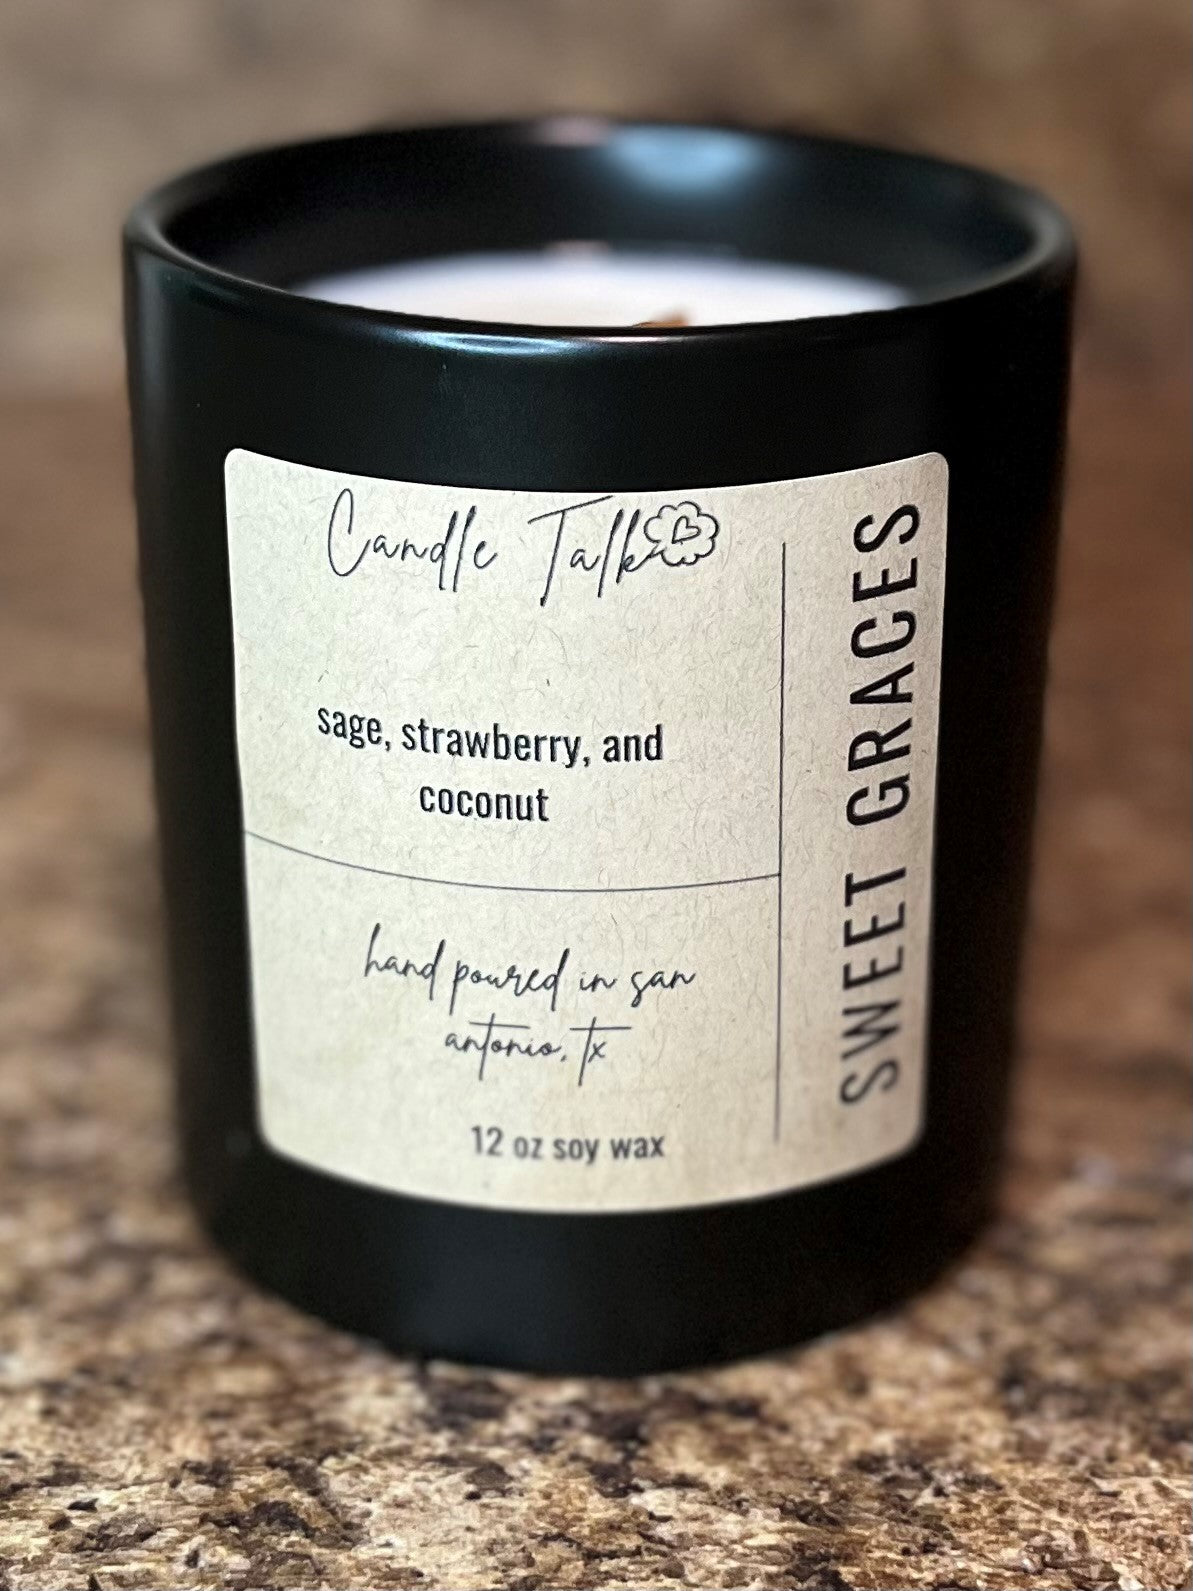 Candle Talk
sage, strawberry, and
coconut
hand poured in san
antonio, tx
12 oz soy wax
SWEET GRACES